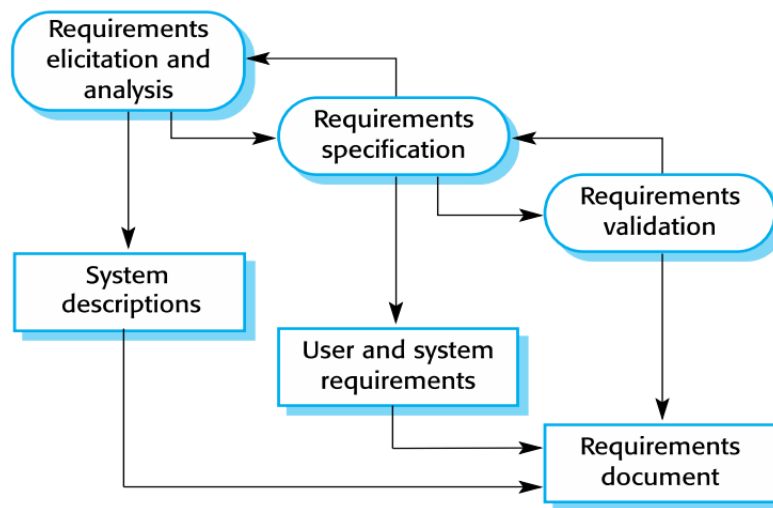 Requirements
elicitation and
analysis
Requirements
specification
Requirements
validation
System
descriptions
User and system
requirements
Requirements
document